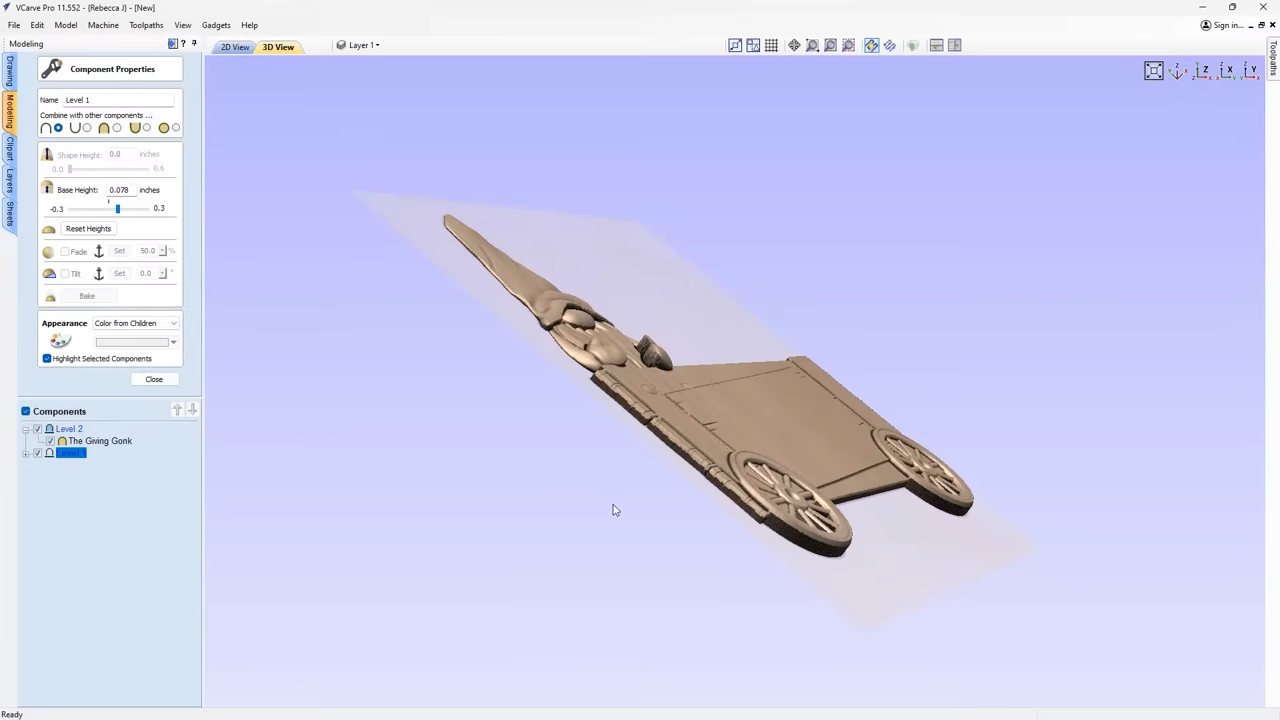 VCarve Pro 11.552 - {Rebecca J} - [New]
File Edit Model Machine Toolpaths View Gadgets Help
Sign in...
Modeling
2D View 3D View Layer 1
Toolpaths
Drawing
Modeling
Clipart
Layers
Sheets
Component Properties
Name Level 1
Combine with other components ...
Shape Height: 0.0 inches
0.0 0.6
Base Height: 0.078 inches
-0.3 0.3
Reset Heights
Fade Set 50.0 %
Tilt Set 0.0 °
Bake
Appearance Color from Children
Highlight Selected Components
Close
Components
Level 2
The Giving Gonk
Level 1
Z X Y
Ready